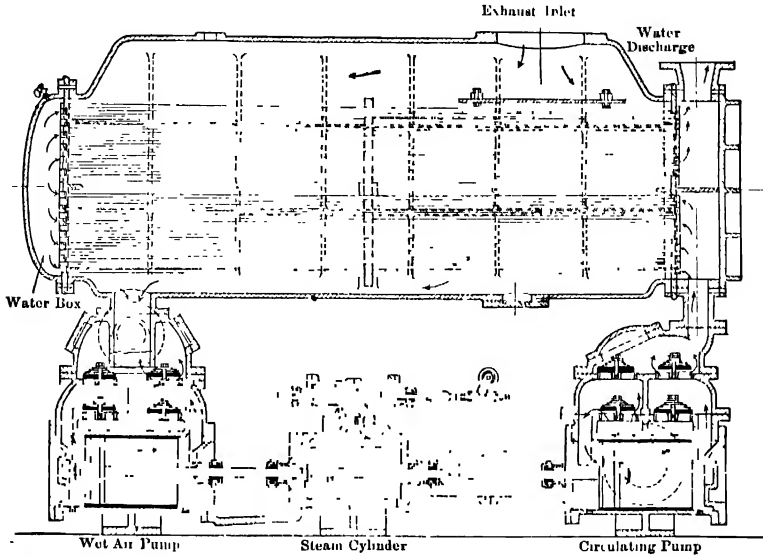 Exhaust Inlet
Water
Discharge
Water Box
Wet Air Pump
Steam Cylinder
Circulating Pump